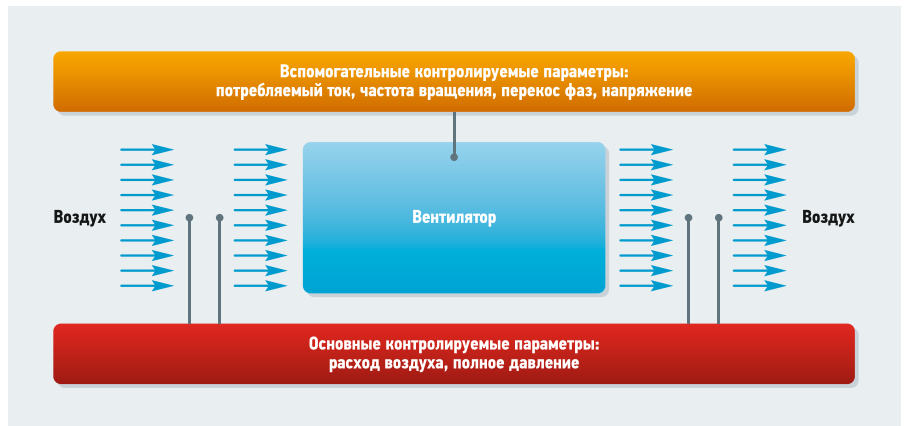 Вспомогательные контролируемые параметры:
потребляемый ток, частота вращения, перекос фаз, напряжение
Воздух
Вентилятор
Воздух
Основные контролируемые параметры:
расход воздуха, полное давление